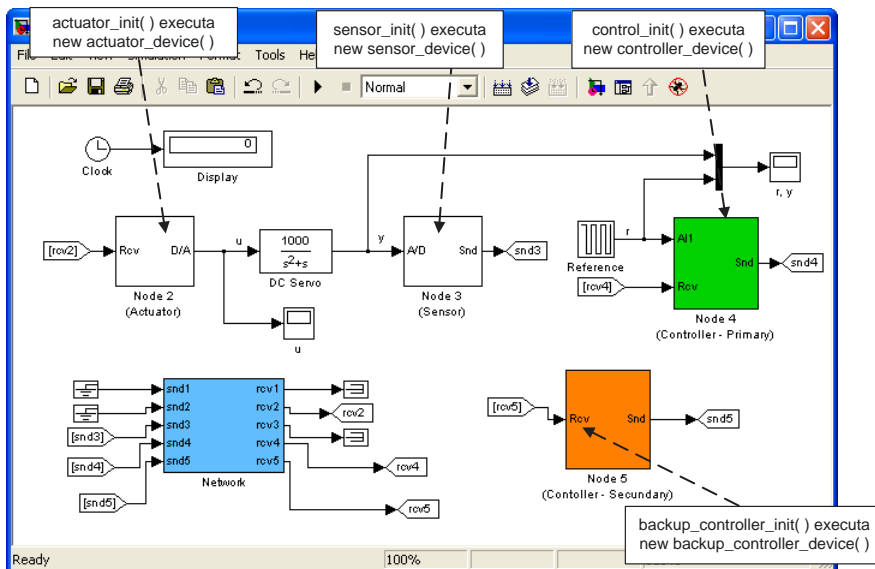 actuator_init( ) executa
new actuator_device( )
sensor_init( ) executa
new sensor_device( )
control_init( ) executa
new controller_device( )
File Format Tools
Normal
0
Clock
Display
[rcv2]
Rcv D/A
u
1000
s²+s
y
A/D Snd
snd3
r, y
r
AI1
Snd
snd4
Reference
[rcv4]
Rcv
DC Servo
Node 2
(Actuator)
Node 3
(Sensor)
Node 4
(Controller - Primary)
u
snd1 rcv1
snd2 rcv2
rcv2
[snd3]
snd3 rcv3
[snd4]
snd4 rcv4
rcv4
[snd5]
snd5 rcv5
rcv5
Network
[rcv5]
Rcv Snd
snd5
Node 5
(Contoller - Secundary)
backup_controller_init( ) executa
new backup_controller_device( )
Ready
100%